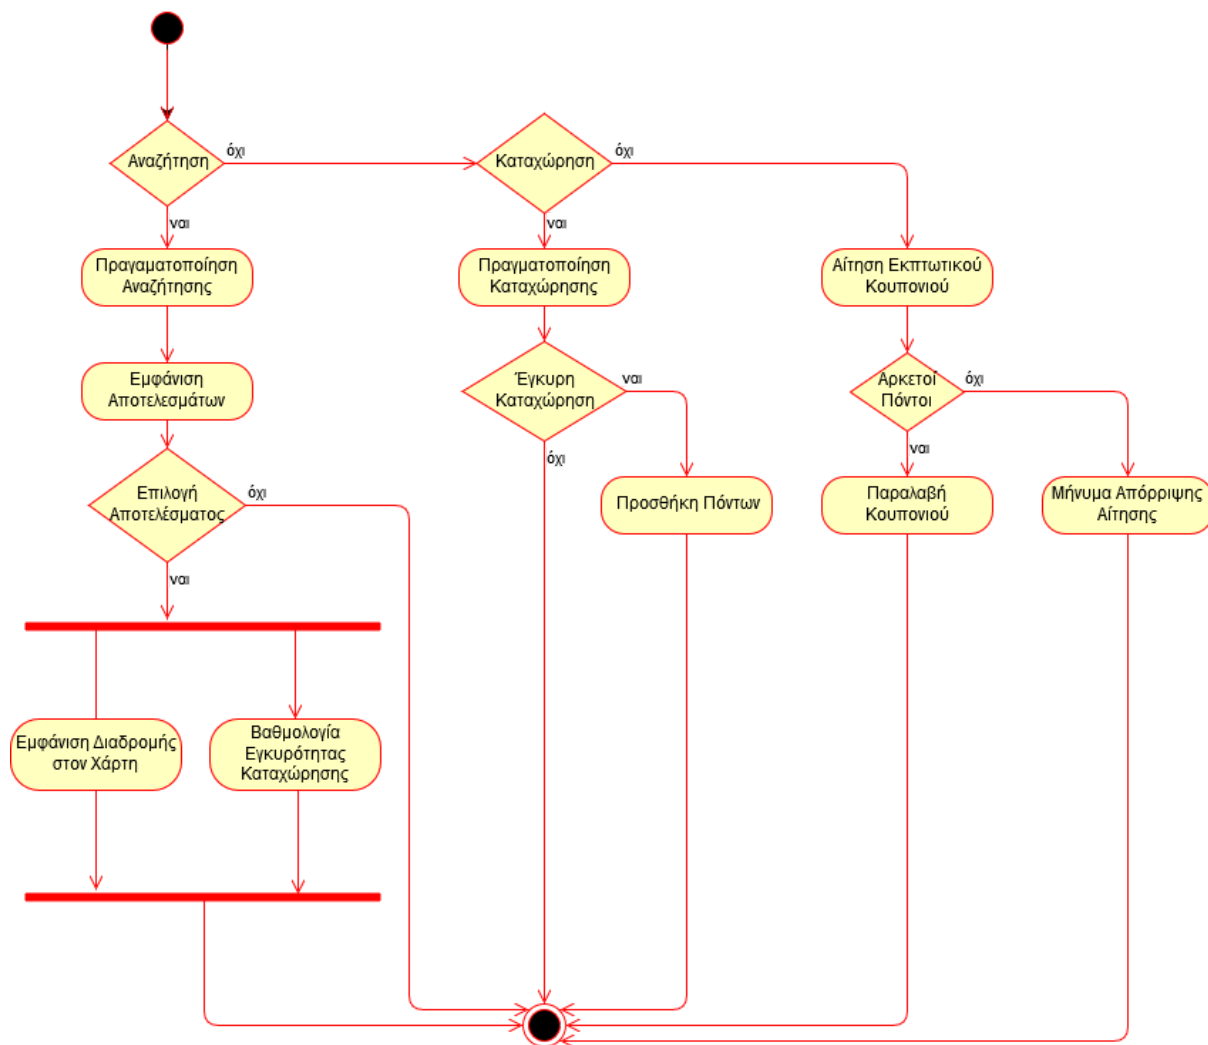 Αναζήτηση
όχι
Καταχώρηση
όχι
ναι
ναι
Πραγαματοποίηση
Αναζήτησης
Πραγματοποίηση
Καταχώρησης
Αίτηση Εκπτωτικού
Κουπονιού
Εμφάνιση
Αποτελεσμάτων
Έγκυρη
Καταχώρηση
ναι
όχι
Αρκετοί
Πόντοι
όχι
ναι
Επιλογή
Αποτελέσματος
όχι
ναι
Προσθήκη Πόντων
Παραλαβή
Κουπονιού
Μήνυμα Απόρριψης
Αίτησης
Εμφάνιση Διαδρομής
στον Χάρτη
Βαθμολογία
Εγκυρότητας
Καταχώρησης